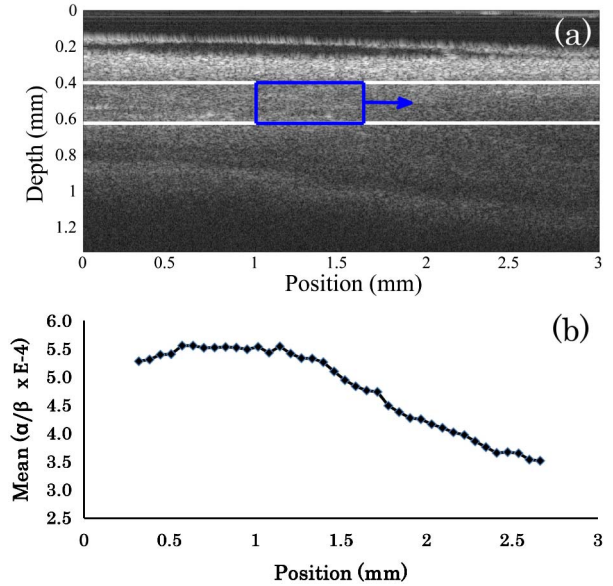 0
0.2
0.4
0.6
0.8
1
1.2
Depth (mm)
(a)
0 0.5 1 1.5 2 2.5 3
Position (mm)
(b)
6.0
5.5
5.0
4.5
4.0
3.5
3.0
2.5
Mean (α/β x E-4)
0 0.5 1 1.5 2 2.5 3
Position (mm)